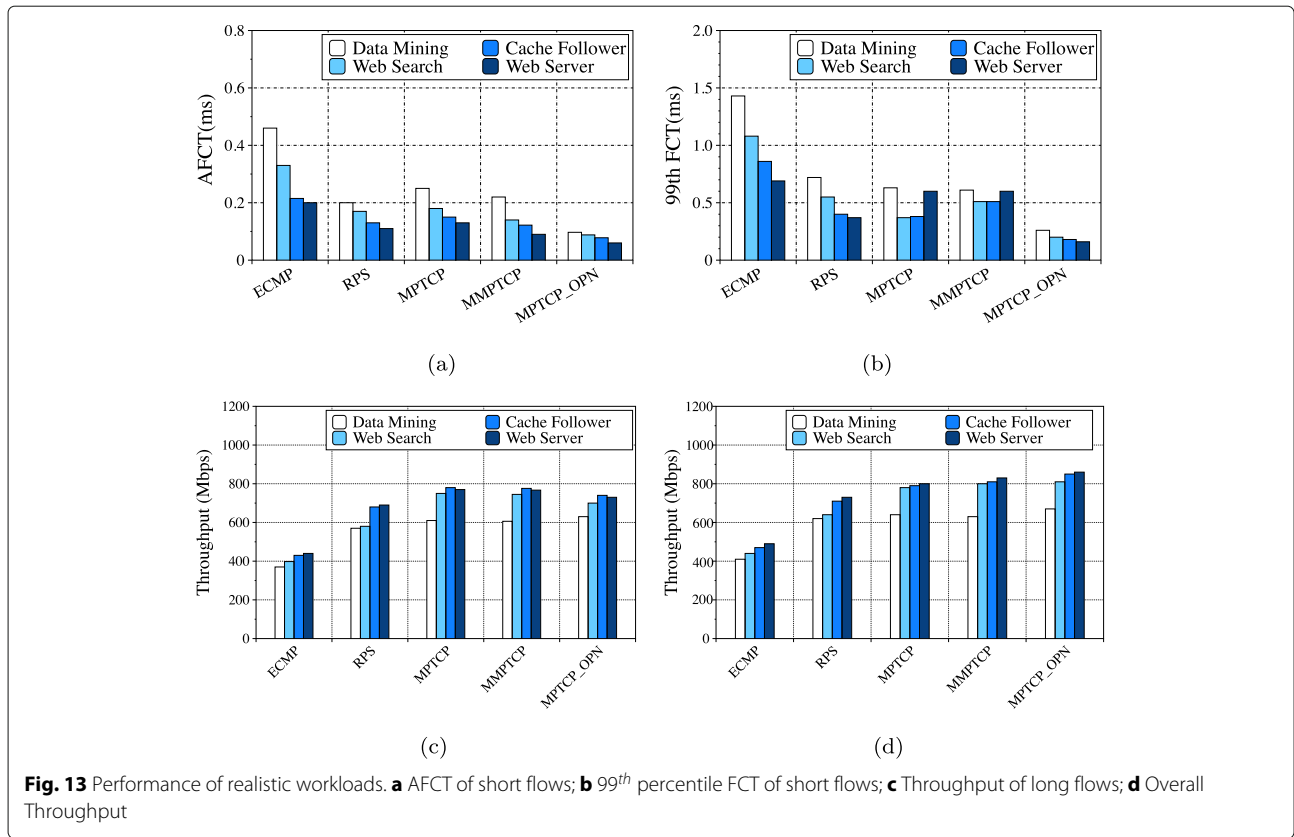 0.8
0.6
0.4
0.2
0
AFCT(ms)
Data Mining
Web Search
Cache Follower
Web Server
ECMP
RPS
MPTCP
MMPTCP
MPTCP_OPN
(a)
2.0
1.5
1.0
0.5
0
99th FCT(ms)
Data Mining
Web Search
Cache Follower
Web Server
ECMP
RPS
MPTCP
MMPTCP
MPTCP_OPN
(b)
1200
1000
800
600
400
200
0
Throughput (Mbps)
Data Mining
Web Search
Cache Follower
Web Server
ECMP
RPS
MPTCP
MMPTCP
MPTCP_OPN
(c)
1200
1000
800
600
400
200
0
Throughput (Mbps)
Data Mining
Web Search
Cache Follower
Web Server
ECMP
RPS
MPTCP
MMPTCP
MPTCP_OPN
(d)
Fig. 13 Performance of realistic workloads. a AFCT of short flows; b 99th percentile FCT of short flows; c Throughput of long flows; d Overall
Throughput